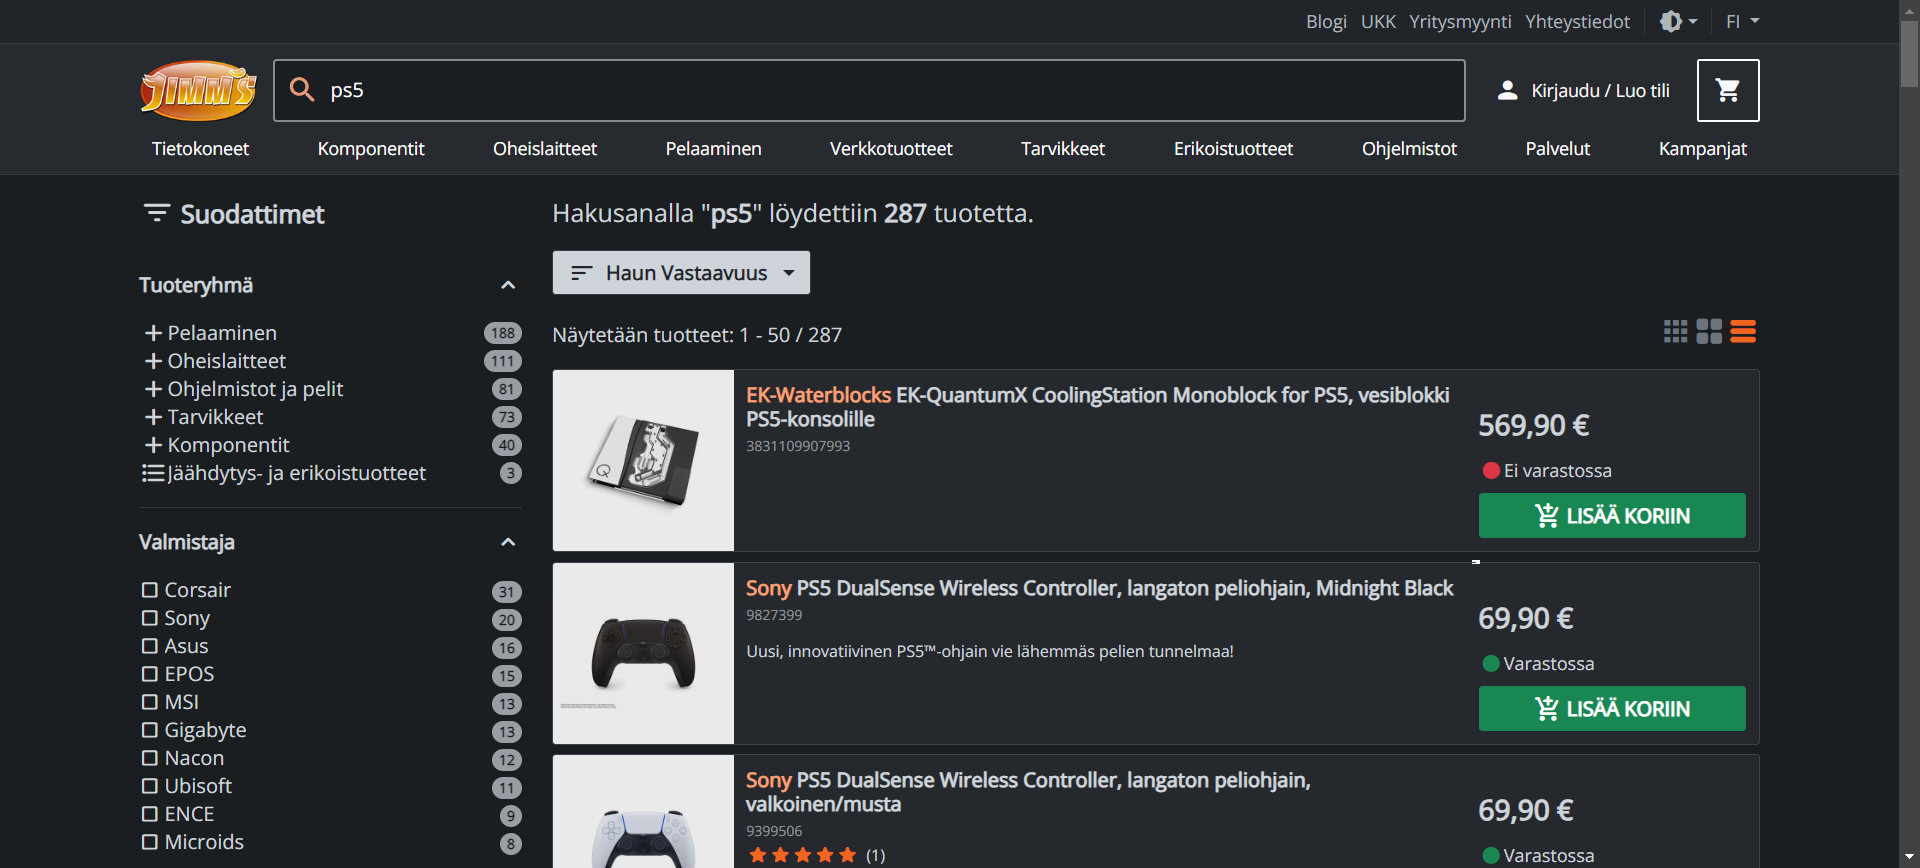 Blogi UKK Yritysmyynti Yhteystiedot FI
JIMM'S
ps5
Kirjaudu / Luo tili
Tietokoneet Komponentit Oheislaitteet Pelaaminen Verkkotuotteet Tarvikkeet Erikoistuotteet Ohjelmistot Palvelut Kampanjat
Suodattimet
Tuoteryhmä
Pelaaminen 188
Oheislaitteet 111
Ohjelmistot ja pelit 81
Tarvikkeet 73
Komponentit 40
Jäähdytys- ja erikoistuotteet 3
Valmistaja
Corsair 31
Sony 20
Asus 16
EPOS 15
MSI 13
Gigabyte 13
Nacon 12
Ubisoft 11
ENCE 9
Microids 8
Hakusanalla "ps5" löydettiin 287 tuotetta.
Haun Vastaavuus
Näytetään tuotteet: 1 - 50 / 287
EK-Waterblocks EK-QuantumX CoolingStation Monoblock for PS5, vesiblokki
PS5-konsolille
3831109907993
569,90 €
Ei varastossa
LISÄÄ KORIIN
Sony PS5 DualSense Wireless Controller, langaton peliohjain, Midnight Black
9827399
Uusi, innovatiivinen PS5™-ohjain vie lähemmäs pelien tunnelmaa!
69,90 €
Varastossa
LISÄÄ KORIIN
Sony PS5 DualSense Wireless Controller, langaton peliohjain,
valkoinen/musta
9399506
(1)
69,90 €
Varastossa